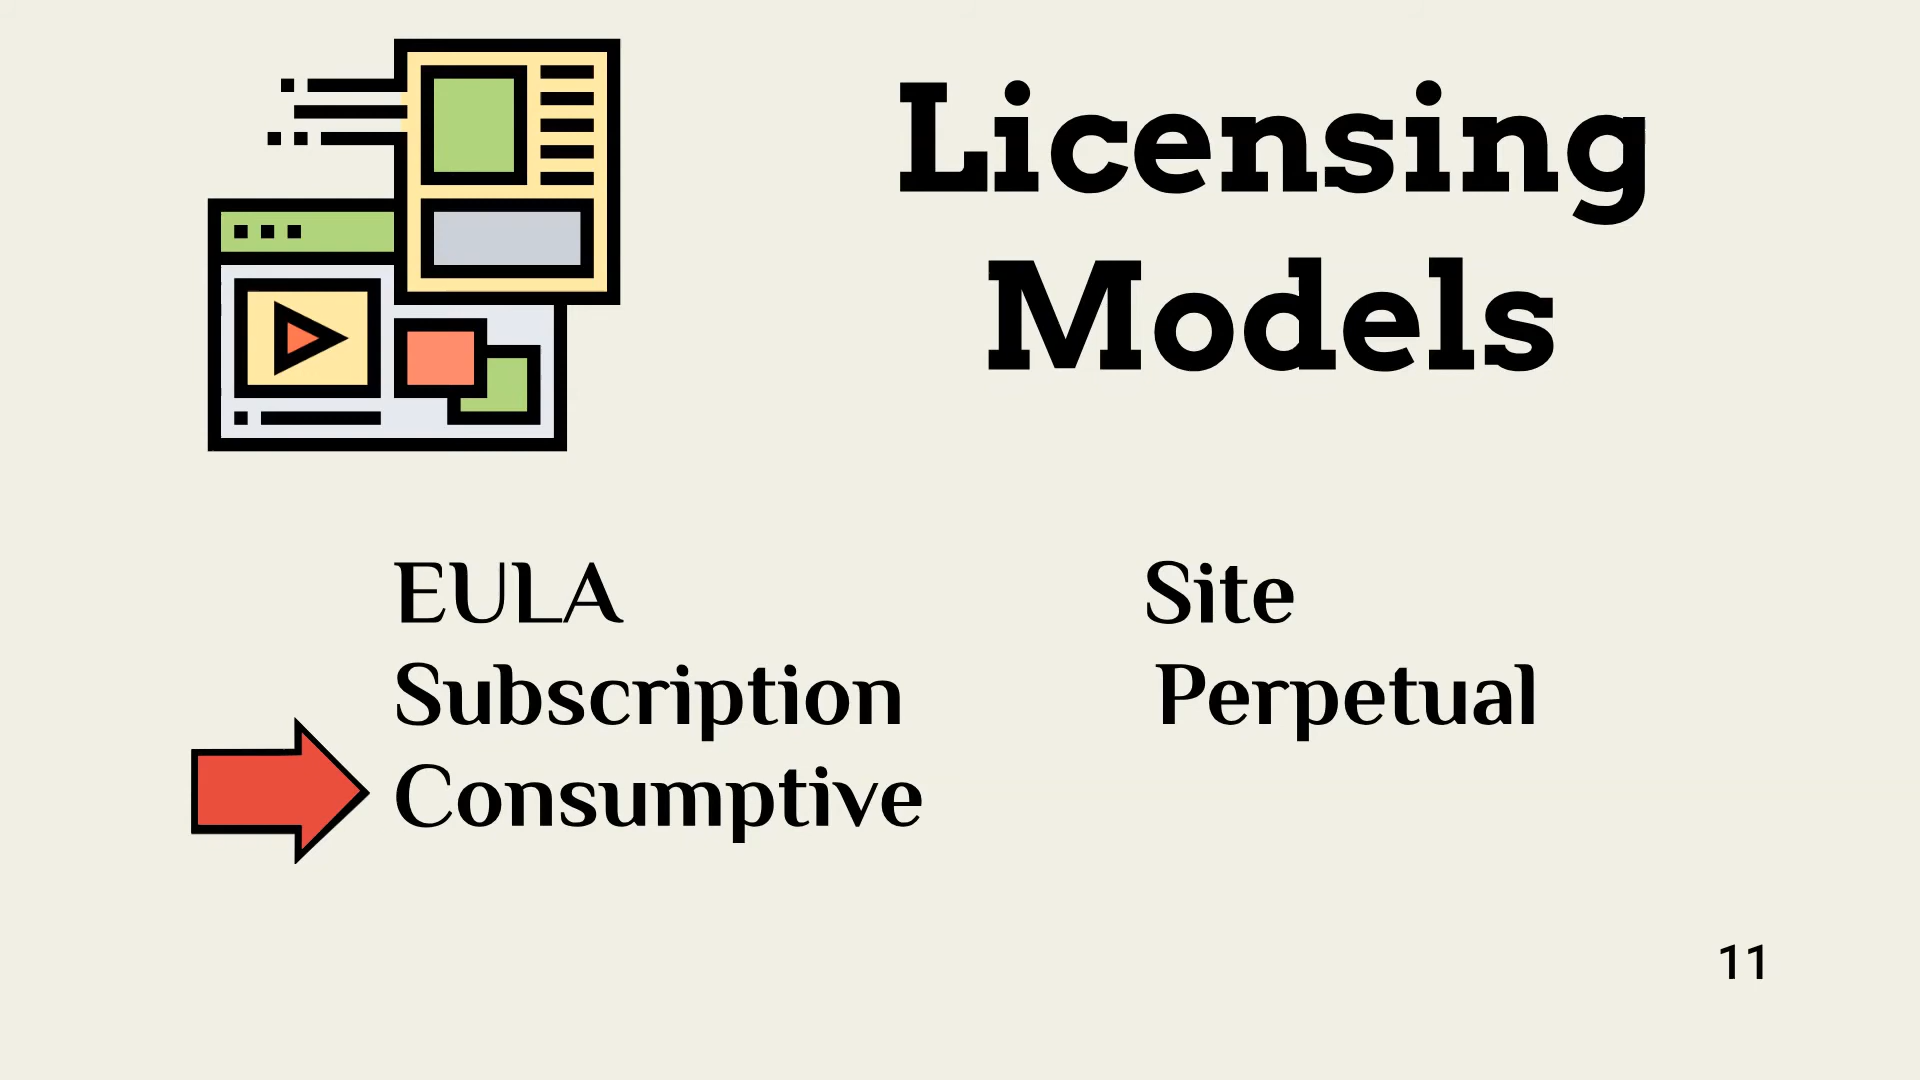 Licensing
Models
EULA
Subscription
Consumptive
Site
Perpetual
11